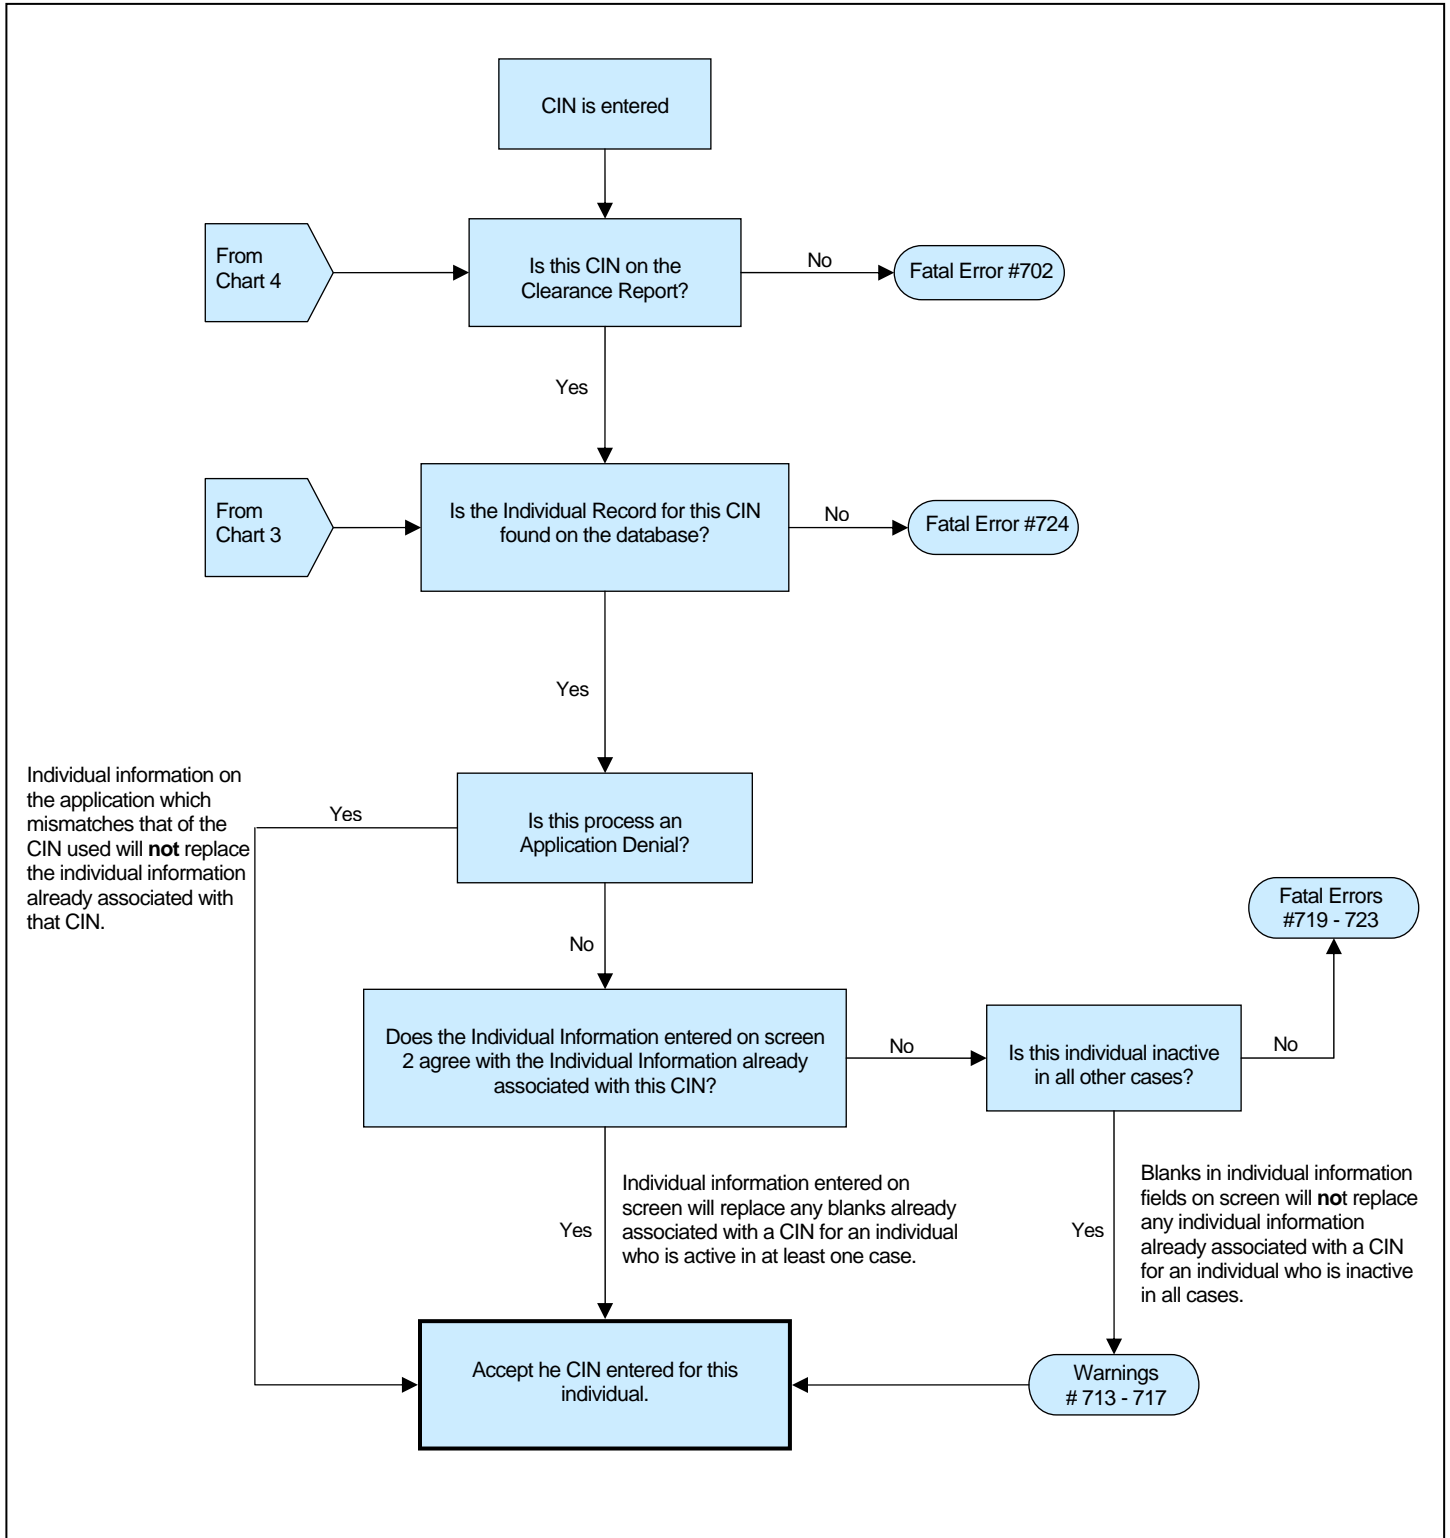 CIN is entered
From
Chart 4
Is this CIN on the
Clearance Report?
No
Fatal Error #702
Yes
From
Chart 3
Is the Individual Record for this CIN
found on the database?
No
Fatal Error #724
Yes
Individual information on
the application which
mismatches that of the
CIN used will not replace
the individual information
already associated with
that CIN.
Yes
Is this process an
Application Denial?
No
Fatal Errors
#719 - 723
Does the Individual Information entered on screen
2 agree with the Individual Information already
associated with this CIN?
No
Is this individual inactive
in all other cases?
No
Yes
Individual information entered on
screen will replace any blanks already
associated with a CIN for an individual
who is active in at least one case.
Yes
Blanks in individual information
fields on screen will not replace
any individual information
already associated with a CIN
for an individual who is inactive
in all cases.
Accept he CIN entered for this
individual.
Warnings
# 713 - 717